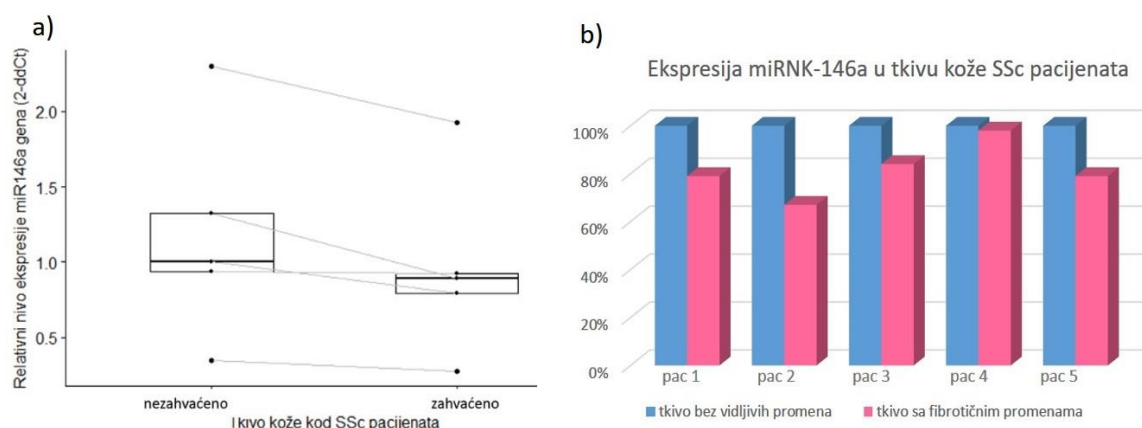 a)
Relativni nivo ekspresije miR146a gena (2-ddCt)
2.0
1.5
1.0
0.5
nezahvaćeno
zahvaćeno
Tkivo kože kod SSc pacijenata
b)
Ekspresija miRNK-146a u tkivu kože SSc pacijenata
100%
80%
60%
40%
20%
0%
pac 1 pac 2 pac 3 pac 4 pac 5
tkivo bez vidljivih promena tkivo sa fibrotičnim promenama